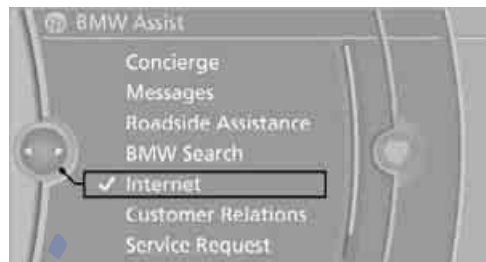 BMW Assist
Concierge
Messages
Roadside Assistance
BMW Search
Internet
Customer Relations
Service Request